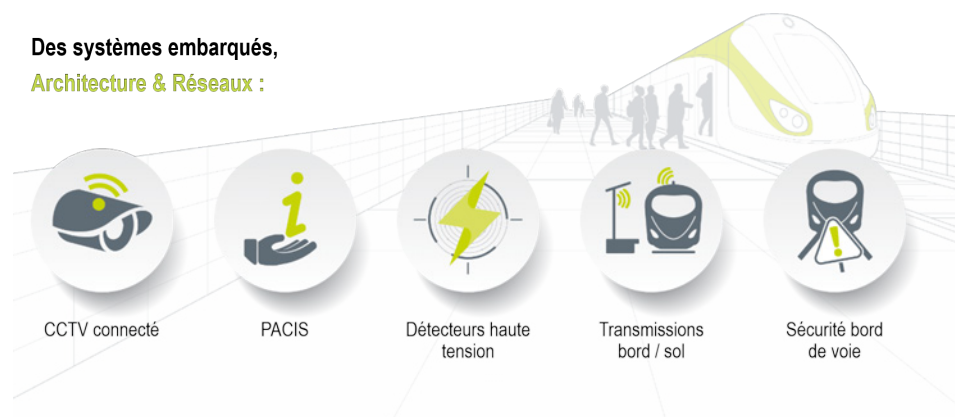 Des systèmes embarqués,
Architecture & Réseaux :
CCTV connecté
PACIS
Détecteurs haute
tension
Transmissions
bord / sol
Sécurité bord
de voie